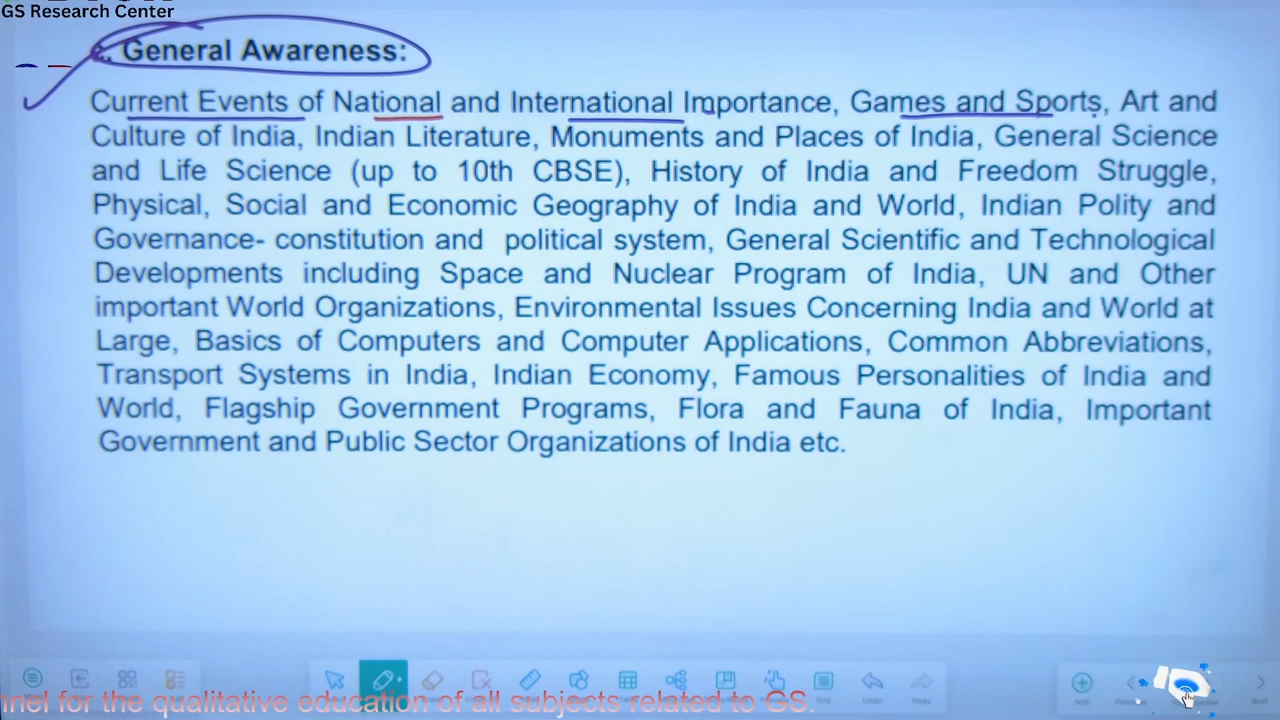 GS Research Center
General Awareness:
Current Events of National and International Importance, Games and Sports, Art and
Culture of India, Indian Literature, Monuments and Places of India, General Science
and Life Science (up to 10th CBSE), History of India and Freedom Struggle,
Physical, Social and Economic Geography of India and World, Indian Polity and
Governance- constitution and political system, General Scientific and Technological
Developments including Space and Nuclear Program of India, UN and Other
important World Organizations, Environmental Issues Concerning India and World at
Large, Basics of Computers and Computer Applications, Common Abbreviations,
Transport Systems in India, Indian Economy, Famous Personalities of India and
World, Flagship Government Programs, Flora and Fauna of India, Important
Government and Public Sector Organizations of India etc.
Undo Redo Add Next
nnel for the qualitative education of all subjects related to GS.